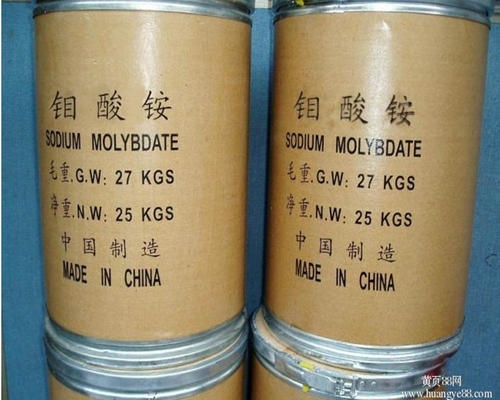 钼酸铵
SODIUM MOLYBDATE
毛重.G.W: 27 KGS
净重.N.W: 25 KGS
中国制造
MADE IN CHINA
钼酸铵
SODIUM MOLYBDATE
毛重.G.W: 27 KGS
净重.N.W: 25 KGS
中国制造
MADE IN CHINA
黄页88网
www.huangye88.com